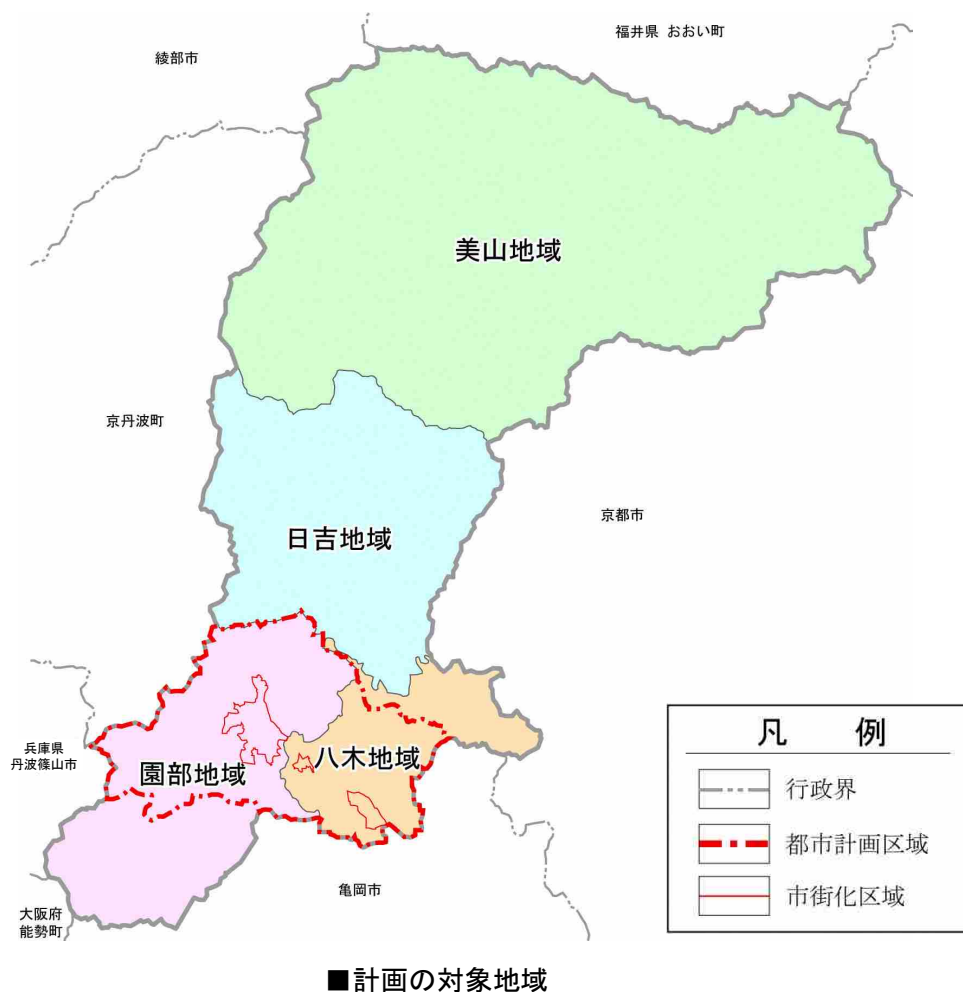 福井県 おおい町
綾部市
美山地域
京丹波町
京都市
日吉地域
兵庫県
丹波篠山市
園部地域
八木地域
亀岡市
大阪府
能勢町
凡 例
行政界
都市計画区域
市街化区域
■計画の対象地域